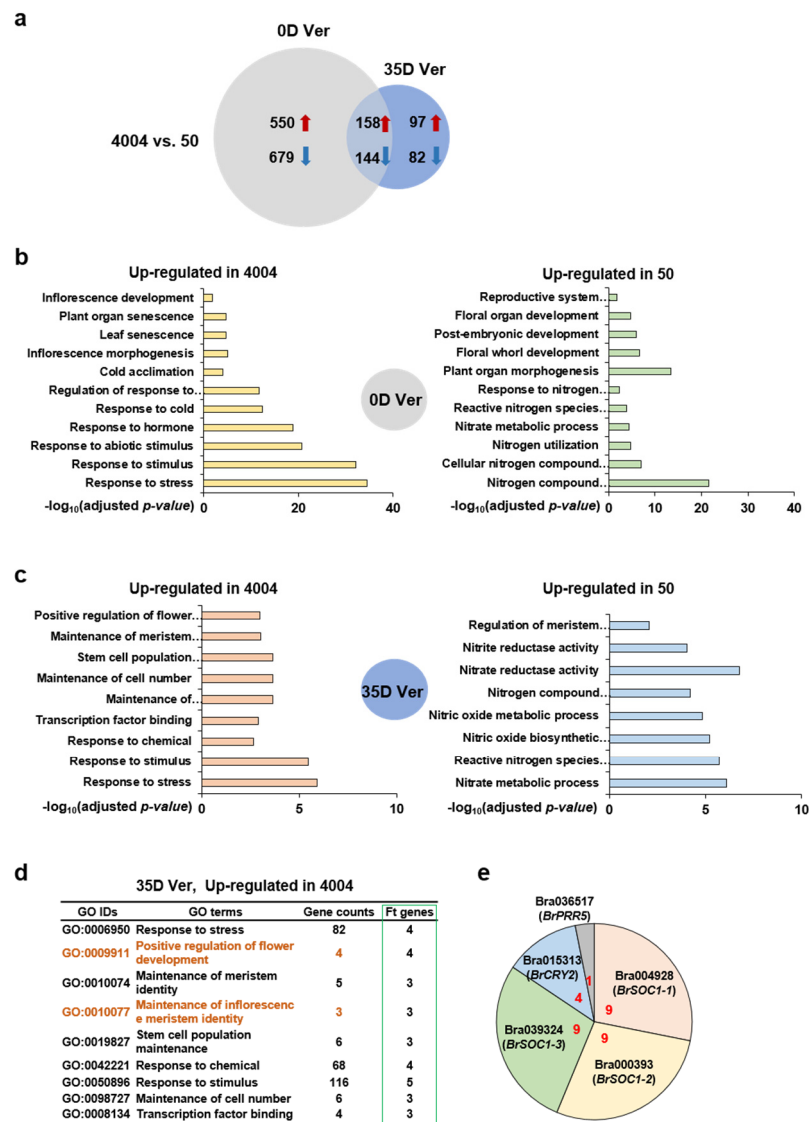 a
0D Ver
35D Ver
4004 vs. 50
550 158 97
679 144 82
b
Up-regulated in 4004
Inflorescence development
Plant organ senescence
Leaf senescence
Inflorescence morphogenesis
Cold acclimation
Regulation of response to…
Response to cold
Response to hormone
Response to abiotic stimulus
Response to stimulus
Response to stress
-log10(adjusted p-value) 0 20 40
0D Ver
Up-regulated in 50
Reproductive system…
Floral organ development
Post-embryonic development
Floral whorl development
Plant organ morphogenesis
Response to nitrogen…
Reactive nitrogen species…
Nitrate metabolic process
Nitrogen utilization
Cellular nitrogen compound…
Nitrogen compound…
-log10(adjusted p-value) 0 10 20 30 40
c
Up-regulated in 4004
Positive regulation of flower…
Maintenance of meristem…
Stem cell population…
Maintenance of cell number
Maintenance of…
Transcription factor binding
Response to chemical
Response to stimulus
Response to stress
-log10(adjusted p-value) 0 5 10
35D Ver
Up-regulated in 50
Regulation of meristem…
Nitrite reductase activity
Nitrate reductase activity
Nitrogen compound…
Nitric oxide metabolic process
Nitric oxide biosynthetic…
Reactive nitrogen species…
Nitrate metabolic process
-log10(adjusted p-value) 0 5 10
d
35D Ver, Up-regulated in 4004
GO IDs GO terms Gene counts Ft genes
GO:0006950 Response to stress 82 4
GO:0009911 Positive regulation of flower 4 4
development
GO:0010074 Maintenance of meristem 5 3
identity
GO:0010077 Maintenance of inflorescenc 3 3
e meristem identity
GO:0019827 Stem cell population 6 3
maintenance
GO:0042221 Response to chemical 68 4
GO:0050896 Response to stimulus 116 5
GO:0098727 Maintenance of cell number 6 3
GO:0008134 Transcription factor binding 4 3
e
Bra036517
(BrPRR5)
1
Bra015313
(BrCRY2)
4
Bra004928
(BrSOC1-1)
9
Bra039324
(BrSOC1-3)
9
Bra000393
(BrSOC1-2)
9